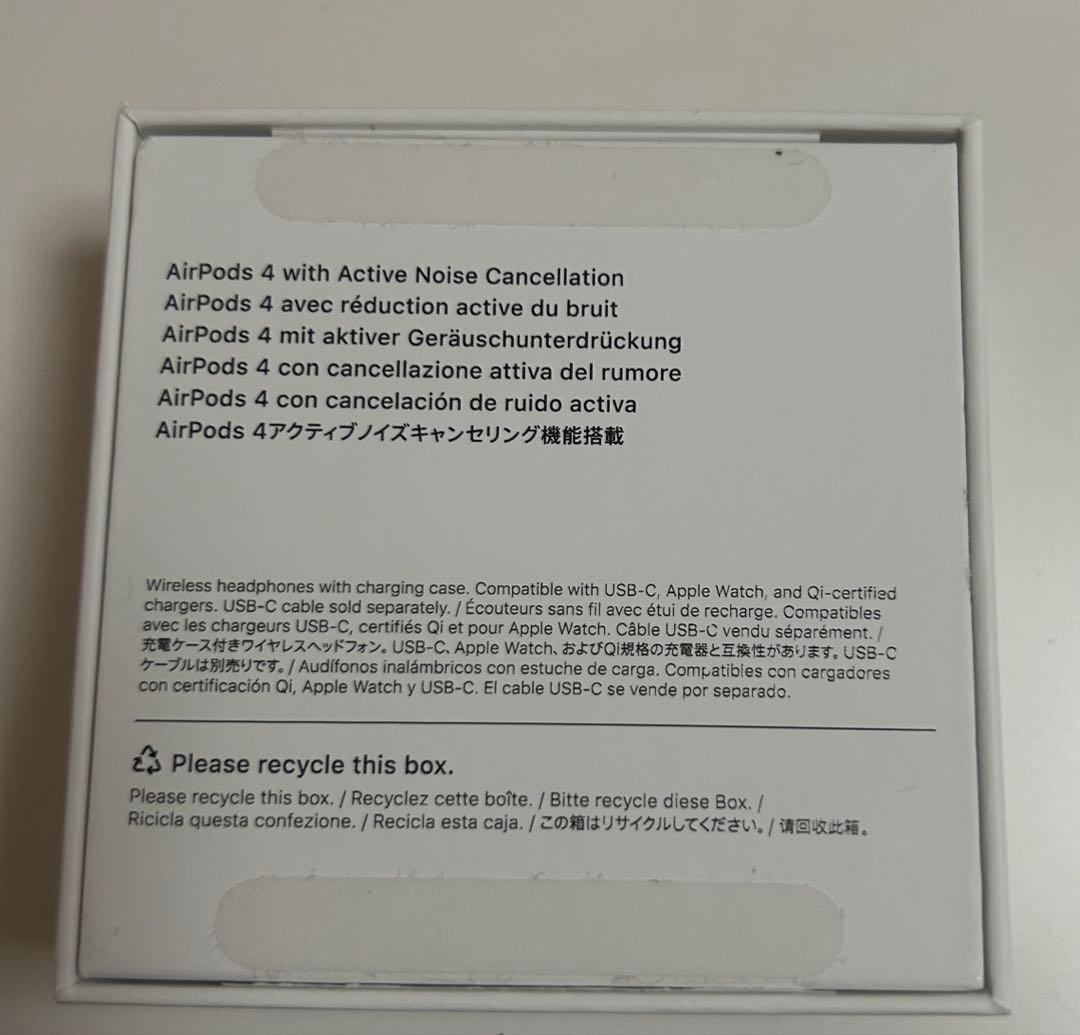 AirPods 4 with Active Noise Cancellation
AirPods 4 avec réduction active du bruit
AirPods 4 mit aktiver Geräuschunterdrückung
AirPods 4 con cancellazione attiva del rumore
AirPods 4 con cancelación de ruido activa
AirPods 4アクティブノイズキャンセリング機能搭載
Wireless headphones with charging case. Compatible with USB-C, Apple Watch, and Qi-certified
chargers. USB-C cable sold separately. / Écouteurs sans fil avec étui de recharge. Compatibles
avec les chargeurs USB-C, certifiés Qi et pour Apple Watch. Câble USB-C vendu séparément. /
充電ケース付きワイヤレスヘッドフォン。USB-C、Apple Watch、およびQi規格の充電器と互換性があります。USB-C
ケーブルは別売りです。/ Audífonos inalámbricos con estuche de carga. Compatibles con cargadores
con certificación Qi, Apple Watch y USB-C. El cable USB-C se vende por separado.
Please recycle this box.
Please recycle this box. / Recyclez cette boîte. / Bitte recycle diese Box. /
Ricicla questa confezione. / Recicla esta caja. / この箱はリサイクルしてください。/ 请回收此箱。